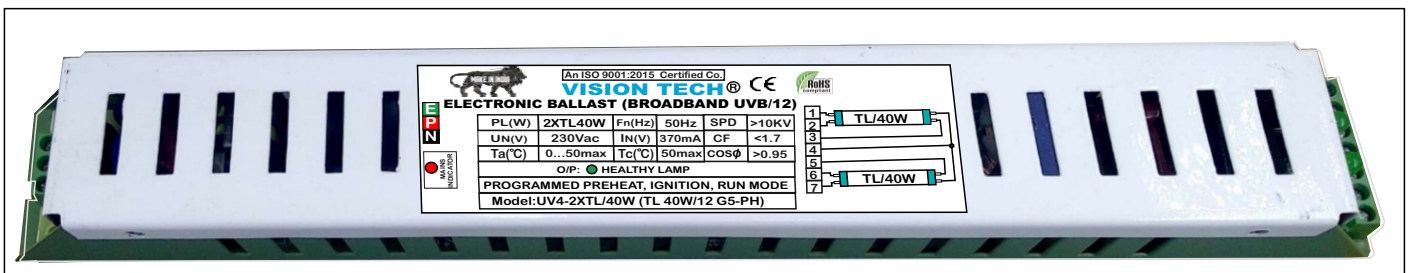 MAKE IN INDIA
An ISO 9001:2015 Certified Co.
VISION TECH® CE
RoHS
compliant
ELECTRONIC BALLAST (BROADBAND UVB/12)
E
P
N
MAINS
INDICATOR
PL(W) 2XTL40W Fn(Hz) 50Hz SPD >10KV
UN(V) 230Vac IN(V) 370mA CF <1.7
Ta(℃) 0...50max Tc(℃) 50max COSϕ >0.95
O/P: HEALTHY LAMP
PROGRAMMED PREHEAT, IGNITION, RUN MODE
Model:UV4-2XTL/40W (TL 40W/12 G5-PH)
1
2
3
4
5
6
7
TL/40W
TL/40W